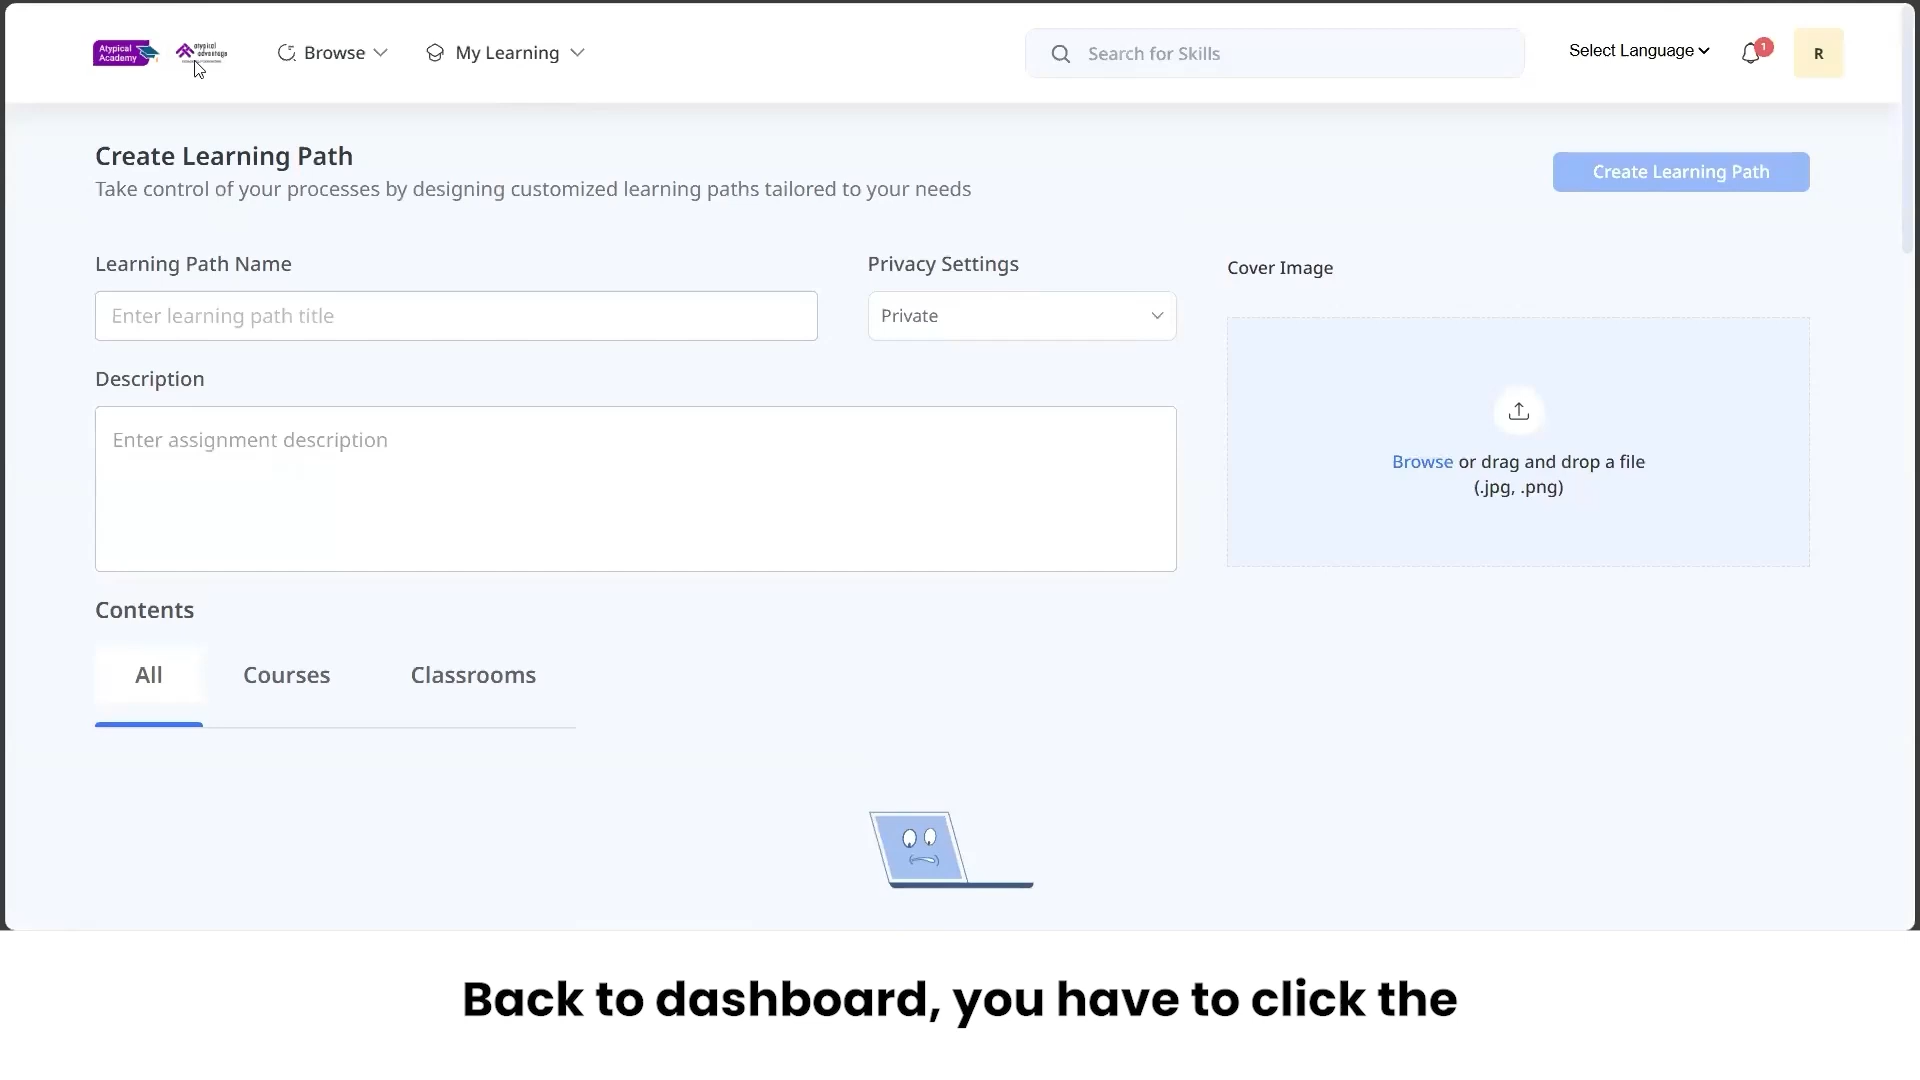 Atypical
Academy
atypical
advantage
Browse
My Learning
Search for Skills
Select Language
1
R
Create Learning Path
Take control of your processes by designing customized learning paths tailored to your needs
Create Learning Path
Learning Path Name
Privacy Settings
Cover Image
Enter learning path title
Private
Description
Enter assignment description
Browse or drag and drop a file
(.jpg, .png)
Contents
All
Courses
Classrooms
Back to dashboard, you have to click the